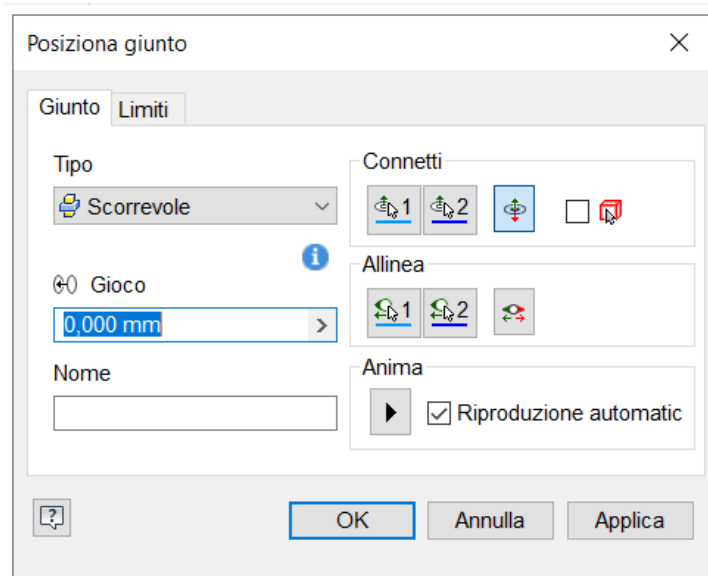 Posiziona giunto
Giunto
Limiti
Tipo
Scorrevole
Gioco
0,000 mm
Nome
Connetti
1
2
Allinea
1
2
Anima
Riproduzione automatic
OK
Annulla
Applica